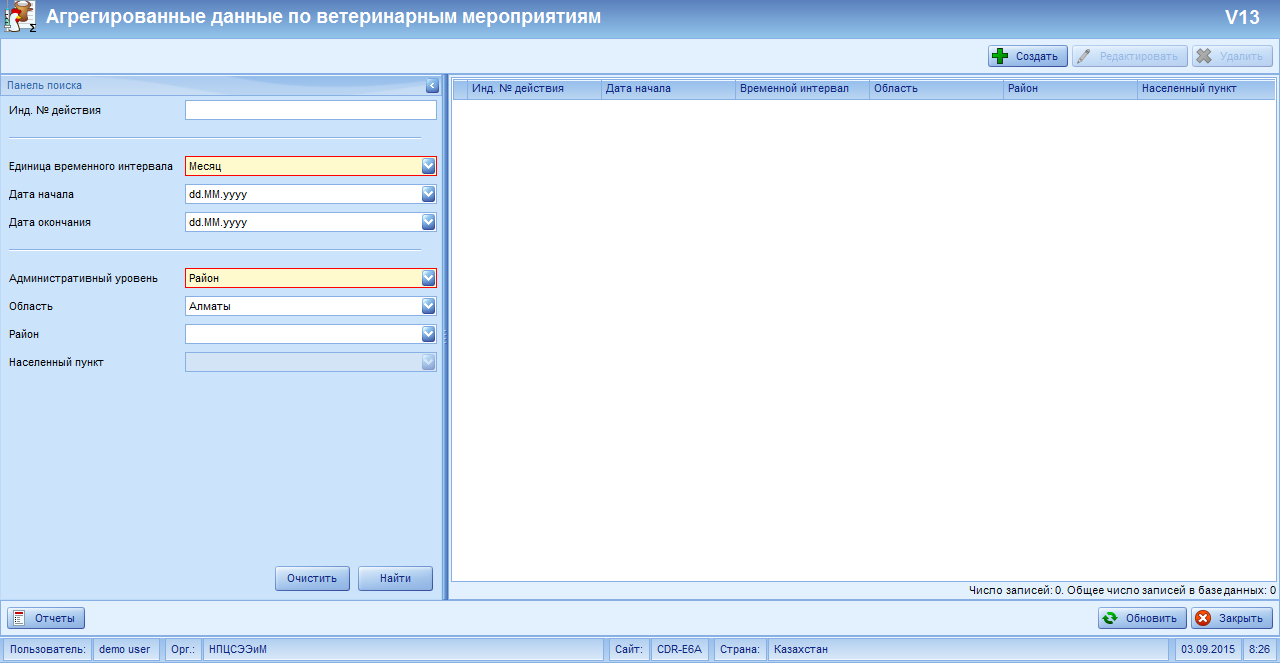 Агрегированные данные по ветеринарным мероприятиям V13
Создать Редактировать Удалить
Панель поиска
Инд. № действия Дата начала Временной интервал Область Район Населенный пункт
Инд. № действия
Единица временного интервала Месяц
Дата начала dd.MM.yyyy
Дата окончания dd.MM.yyyy
Административный уровень Район
Область Алматы
Район
Населенный пункт
Очистить Найти
Число записей: 0. Общее число записей в базе данных: 0
Отчеты Обновить Закрыть
Пользователь: demo user Орг.: НПЦСЭЭиМ Сайт: CDR-E6A Страна: Казахстан 03.09.2015 8:26